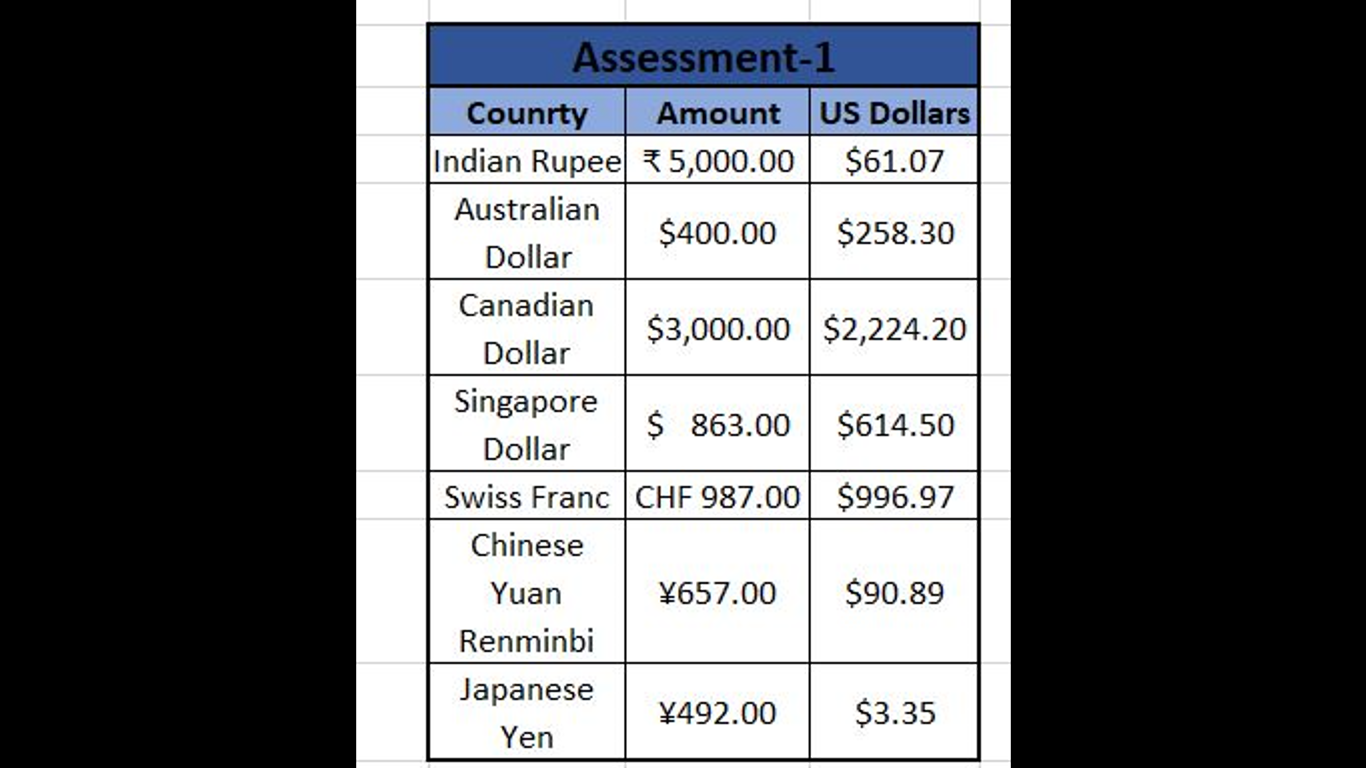 Assessment-1
Counrty Amount US Dollars
Indian Rupee ₹ 5,000.00 $61.07
Australian
Dollar $400.00 $258.30
Canadian
Dollar $3,000.00 $2,224.20
Singapore
Dollar $ 863.00 $614.50
Swiss Franc CHF 987.00 $996.97
Chinese
Yuan
Renminbi ¥657.00 $90.89
Japanese
Yen ¥492.00 $3.35